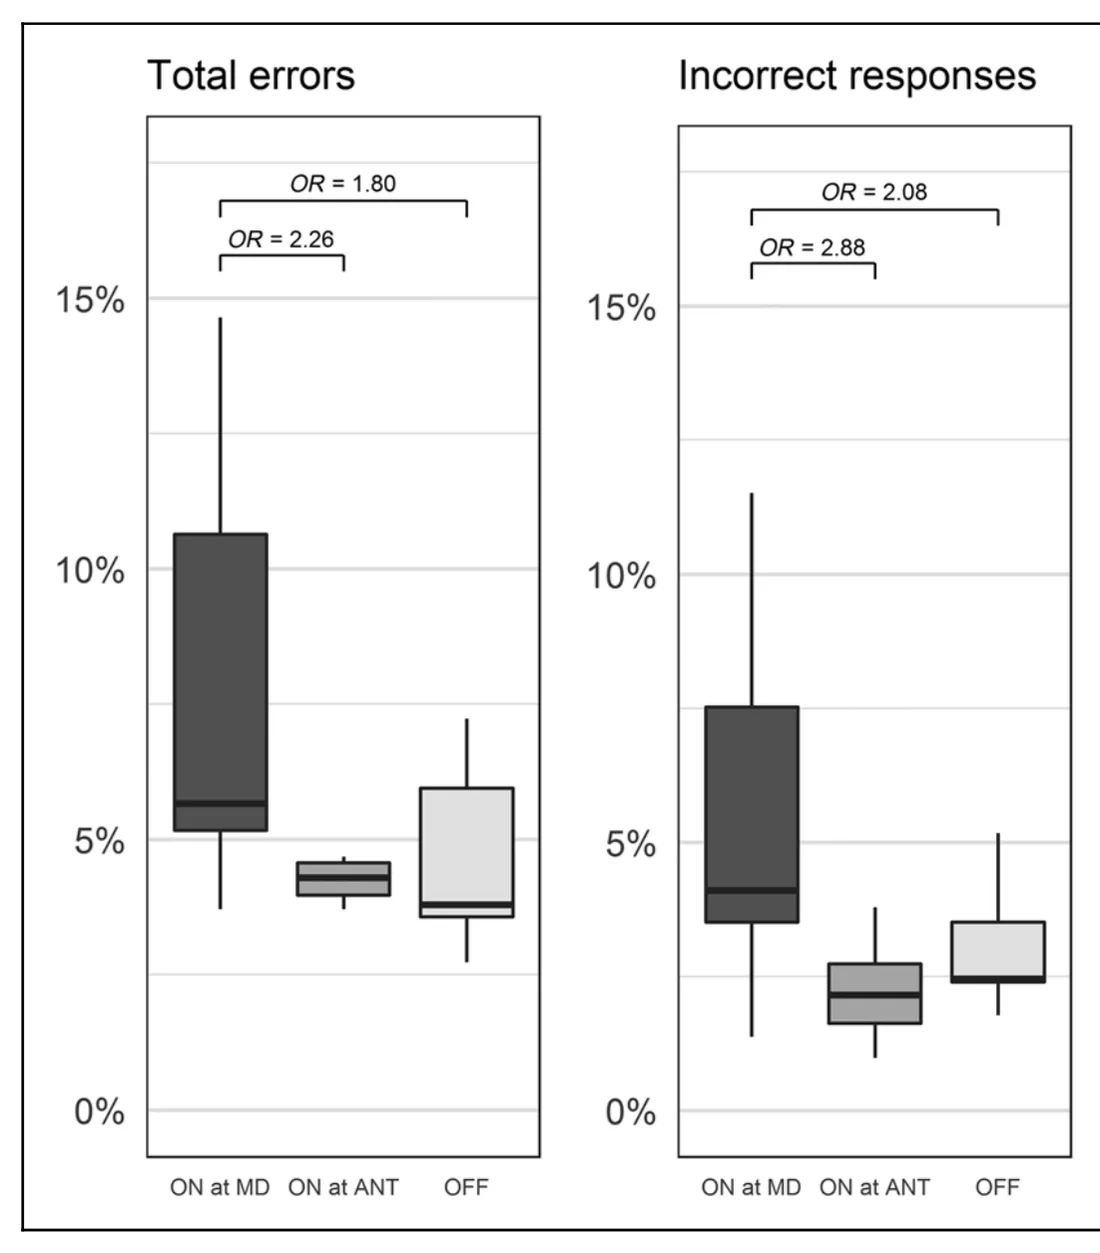 Total errors
OR = 1.80
OR = 2.26
15%
10%
5%
0%
ON at MD ON at ANT OFF
Incorrect responses
OR = 2.08
OR = 2.88
15%
10%
5%
0%
ON at MD ON at ANT OFF